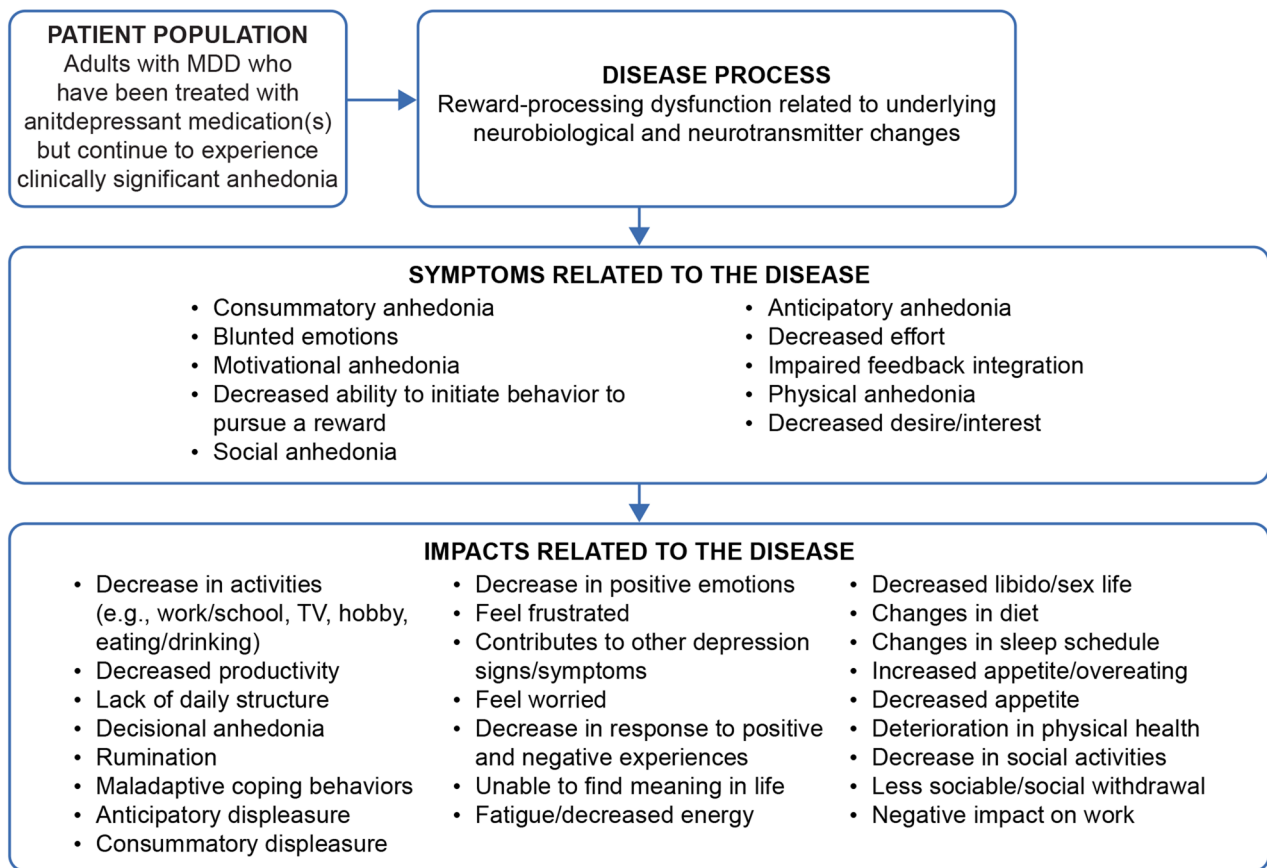 PATIENT POPULATION
Adults with MDD who
have been treated with
anitdepressant medication(s)
but continue to experience
clinically significant anhedonia
DISEASE PROCESS
Reward-processing dysfunction related to underlying
neurobiological and neurotransmitter changes
SYMPTOMS RELATED TO THE DISEASE
• Consummatory anhedonia
• Blunted emotions
• Motivational anhedonia
• Decreased ability to initiate behavior to
pursue a reward
• Social anhedonia
• Anticipatory anhedonia
• Decreased effort
• Impaired feedback integration
• Physical anhedonia
• Decreased desire/interest
IMPACTS RELATED TO THE DISEASE
• Decrease in activities
(e.g., work/school, TV, hobby,
eating/drinking)
• Decreased productivity
• Lack of daily structure
• Decisional anhedonia
• Rumination
• Maladaptive coping behaviors
• Anticipatory displeasure
• Consummatory displeasure
• Decrease in positive emotions
• Feel frustrated
• Contributes to other depression
signs/symptoms
• Feel worried
• Decrease in response to positive
and negative experiences
• Unable to find meaning in life
• Fatigue/decreased energy
• Decreased libido/sex life
• Changes in diet
• Changes in sleep schedule
• Increased appetite/overeating
• Decreased appetite
• Deterioration in physical health
• Decrease in social activities
• Less sociable/social withdrawal
• Negative impact on work